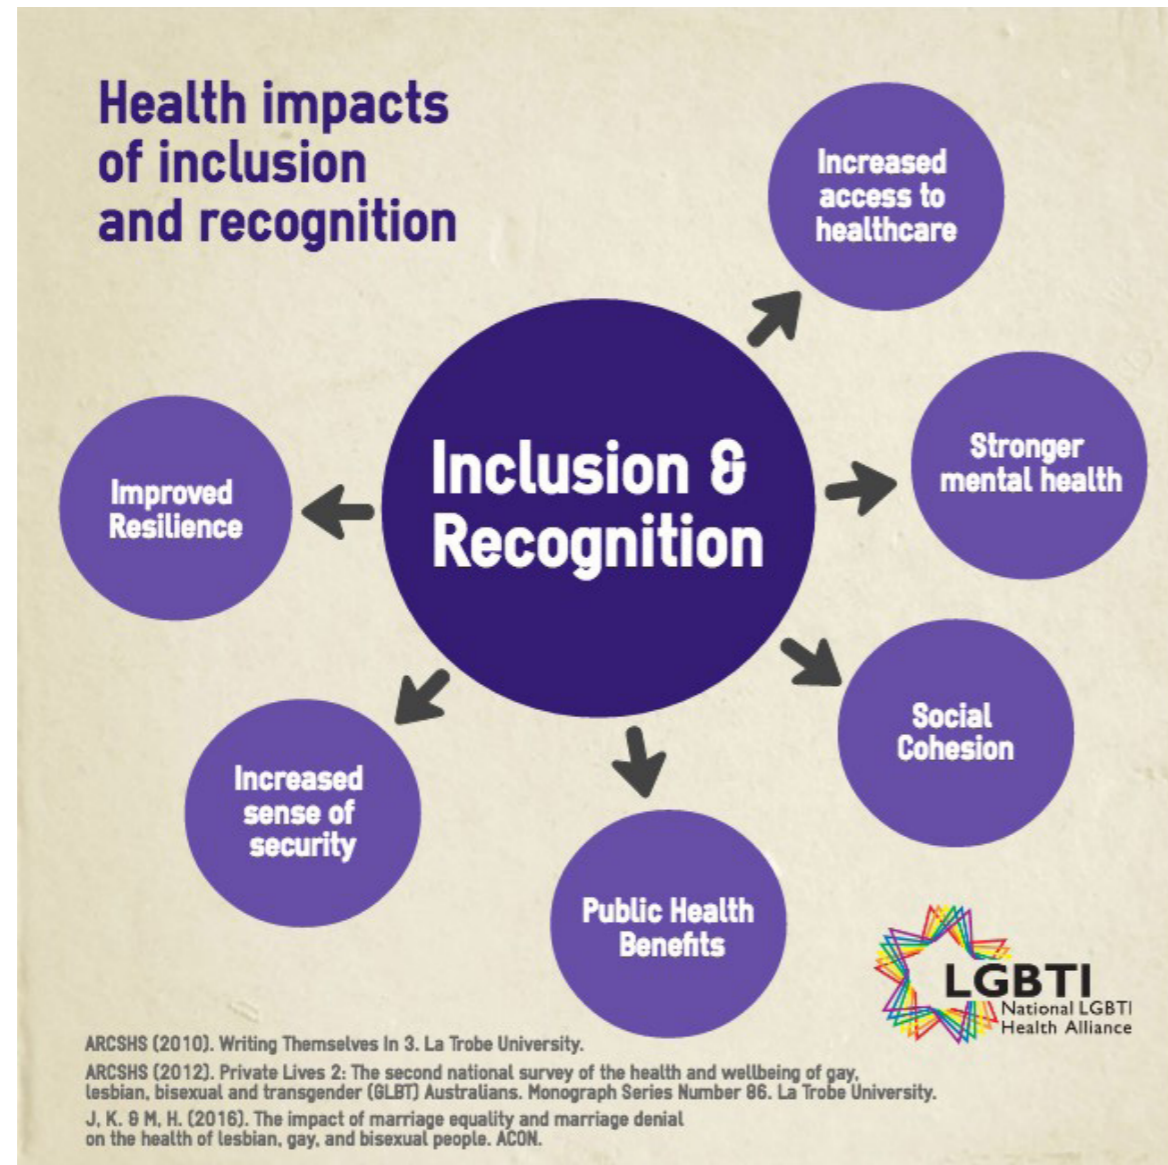 Health impacts
of inclusion
and recognition
Increased
access to
healthcare
Stronger
mental health
Inclusion &
Recognition
Improved
Resilience
Social
Cohesion
Increased
sense of
security
Public Health
Benefits
LGBTI
National LGBTI
Health Alliance
ARCSHS (2010). Writing Themselves In 3. La Trobe University.
ARCSHS (2012). Private Lives 2: The second national survey of the health and wellbeing of gay,
lesbian, bisexual and transgender (GLBT) Australians. Monograph Series Number 86. La Trobe University.
J, K. & M, H. (2016). The impact of marriage equality and marriage denial
on the health of lesbian, gay, and bisexual people. ACON.